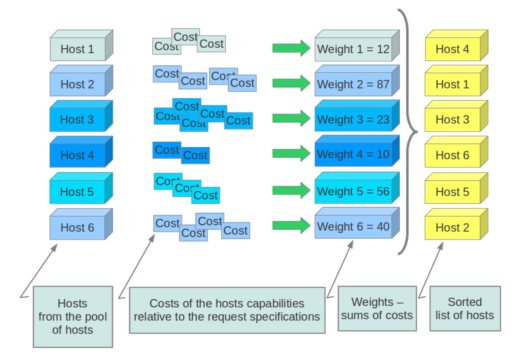 Host 1
Cost
Cost
Cost
Weight 1 = 12
Host 4
Host 2
Cost
Cost
Cost
Cost
Weight 2 = 87
Host 1
Host 3
Cost
Cost
Cost
Cost
Cost
Weight 3 = 23
Host 3
Host 4
Cost
Cost
Weight 4 = 10
Host 6
Host 5
Cost
Cost
Cost
Weight 5 = 56
Host 5
Host 6
Cost
Cost
Cost
Cost
Weight 6 = 40
Host 2
Hosts
from the pool
of hosts
Costs of the hosts capabilities
relative to the request specifications
Weights –
sums of costs
Sorted
list of hosts